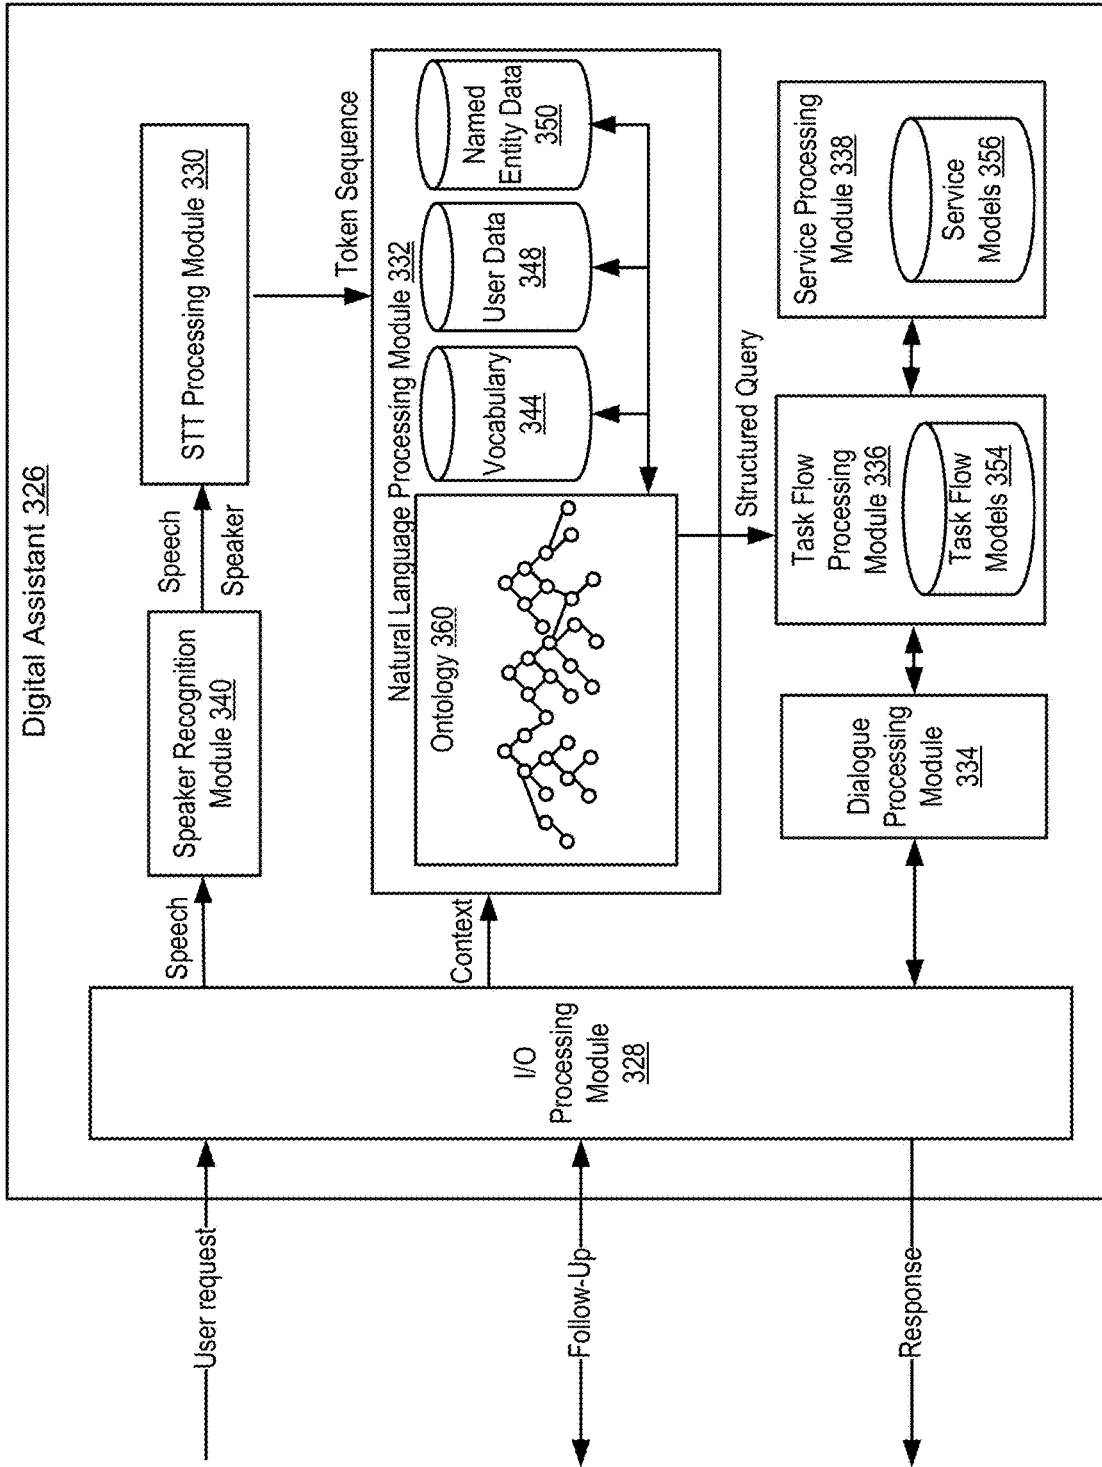 Digital Assistant 326
User request
Follow-Up
Response
I/O
Processing
Module
328
Speech
Speaker Recognition
Module 340
Speech
Speaker
STT Processing Module 330
Token Sequence
Context
Natural Language Processing Module 332
Ontology 360
Vocabulary
344
User Data
348
Named
Entity Data
350
Structured Query
Dialogue
Processing
Module
334
Task Flow
Processing
Module 336
Task Flow
Models 354
Service Processing
Module 338
Service
Models 356